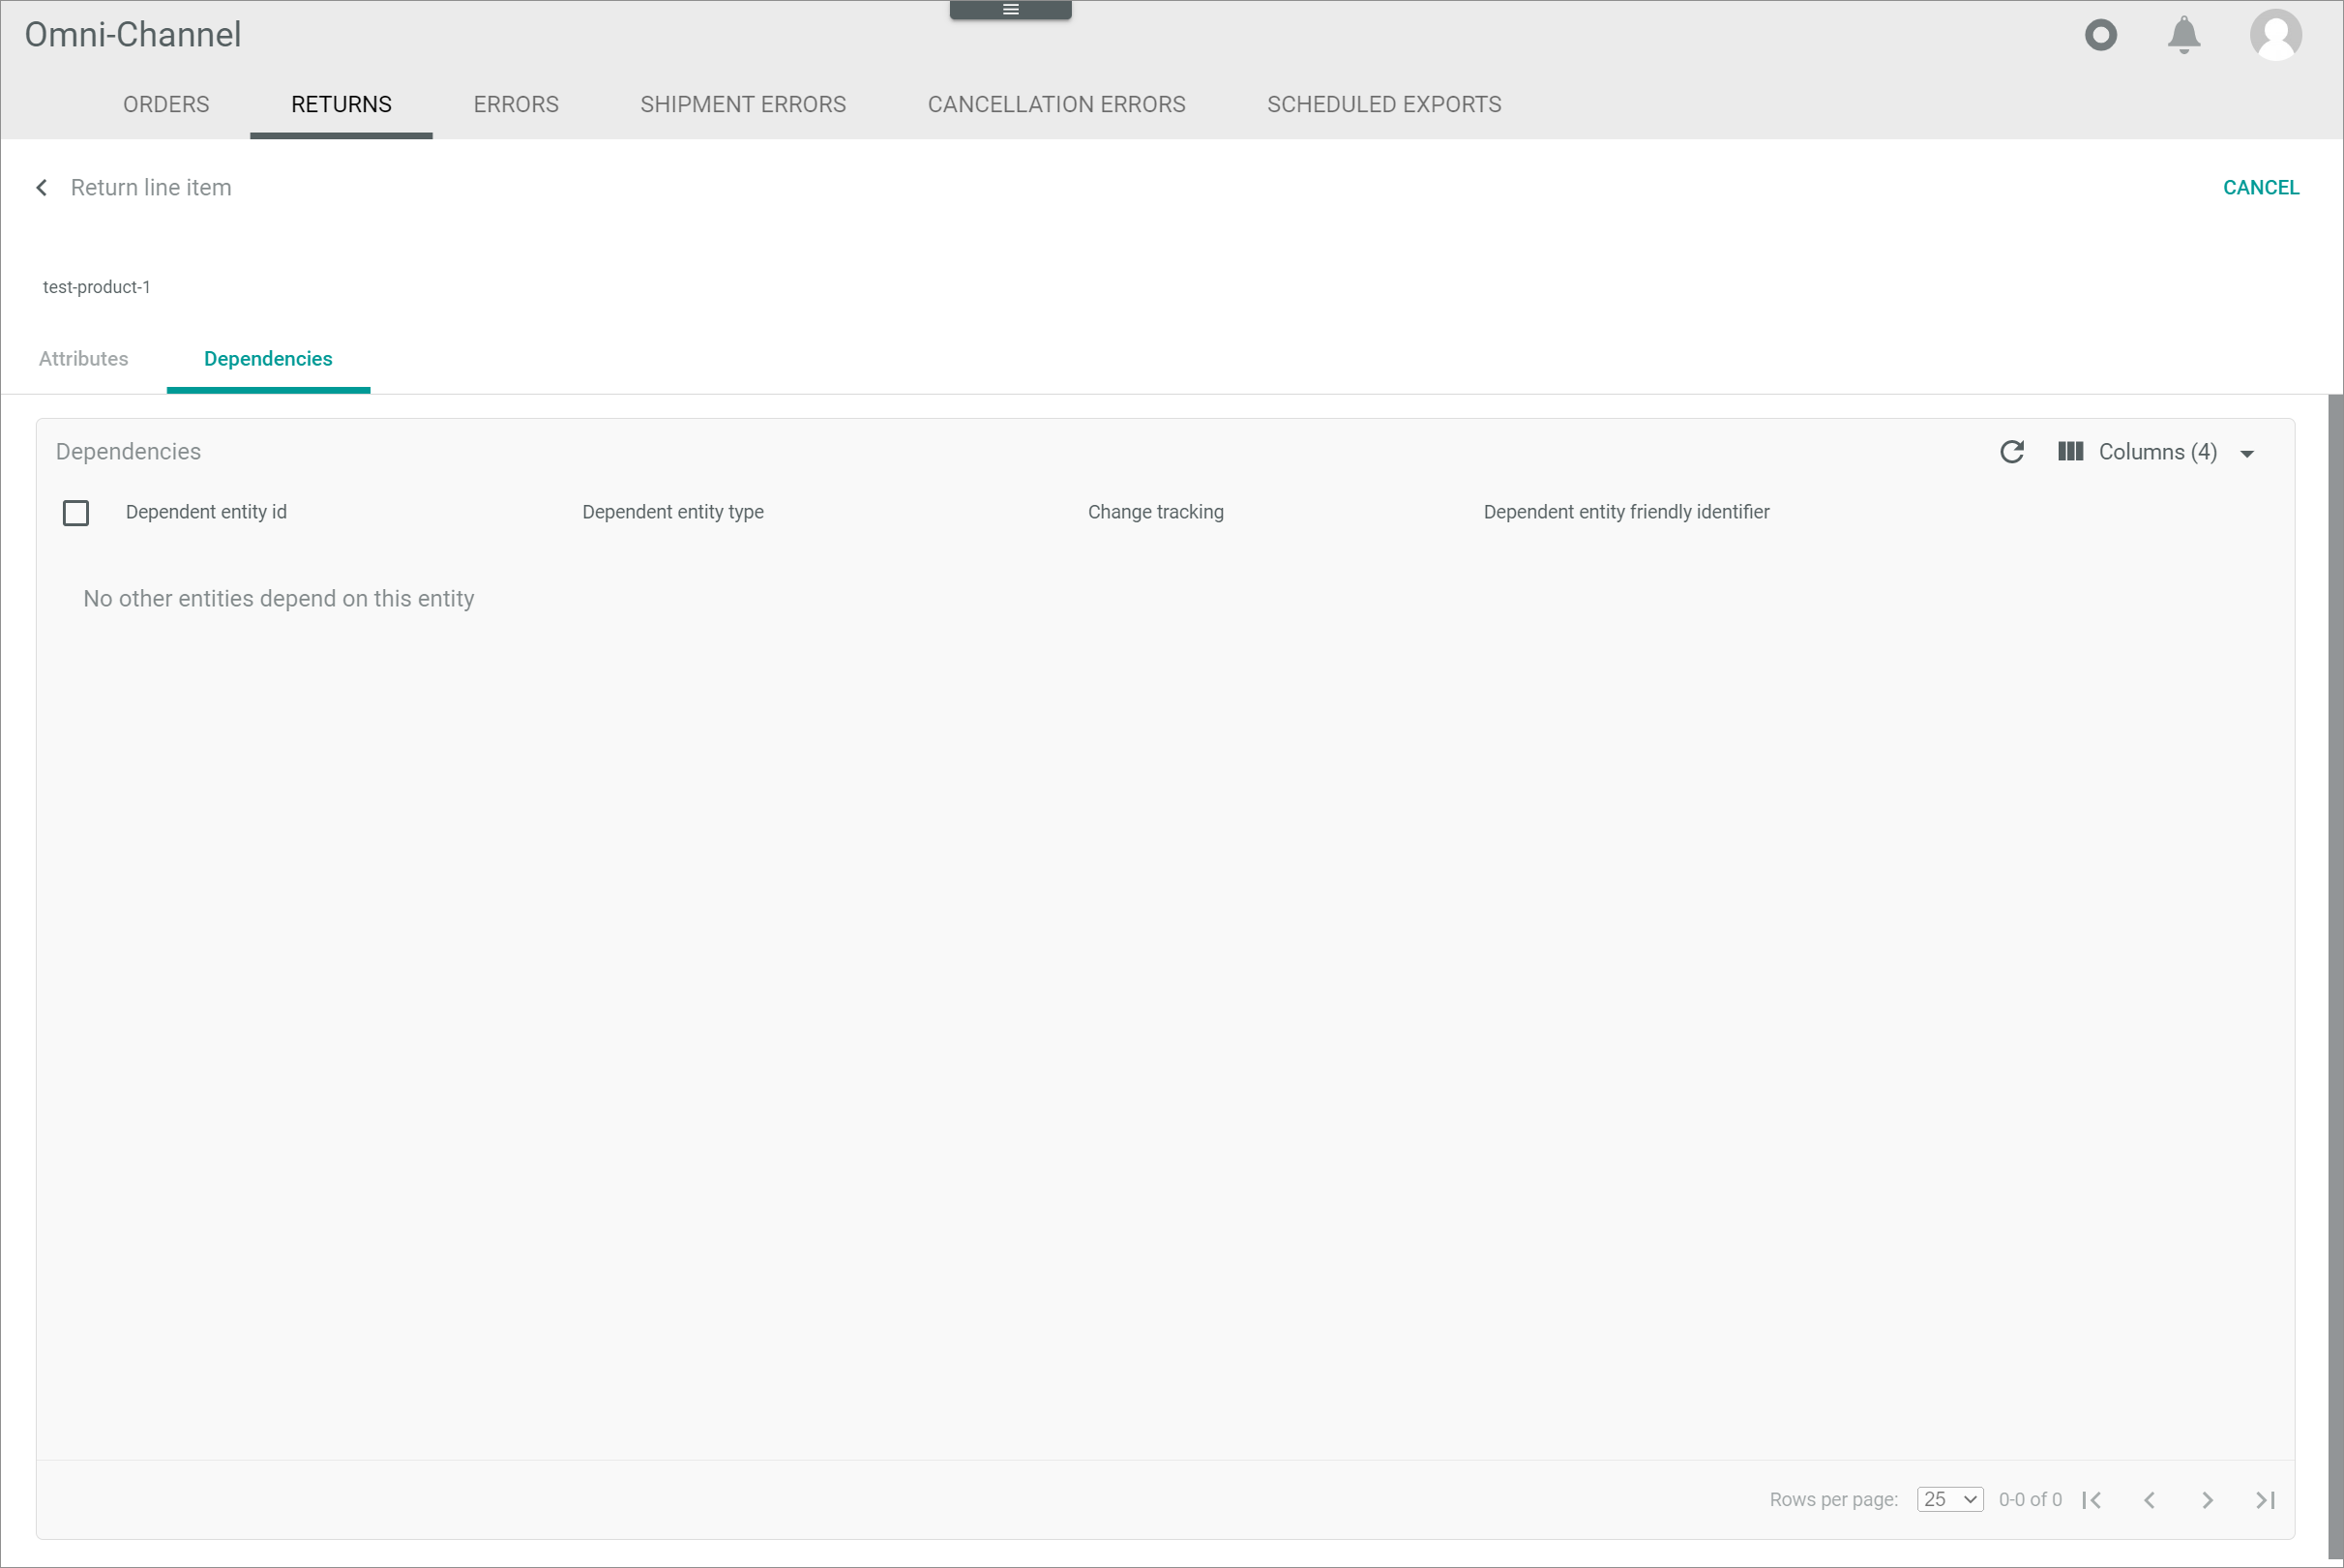 Omni-Channel
ORDERS RETURNS ERRORS SHIPMENT ERRORS CANCELLATION ERRORS SCHEDULED EXPORTS
Return line item CANCEL
test-product-1
Attributes Dependencies
Dependencies Columns (4)
Dependent entity id Dependent entity type Change tracking Dependent entity friendly identifier
No other entities depend on this entity
Rows per page: 25 0-0 of 0